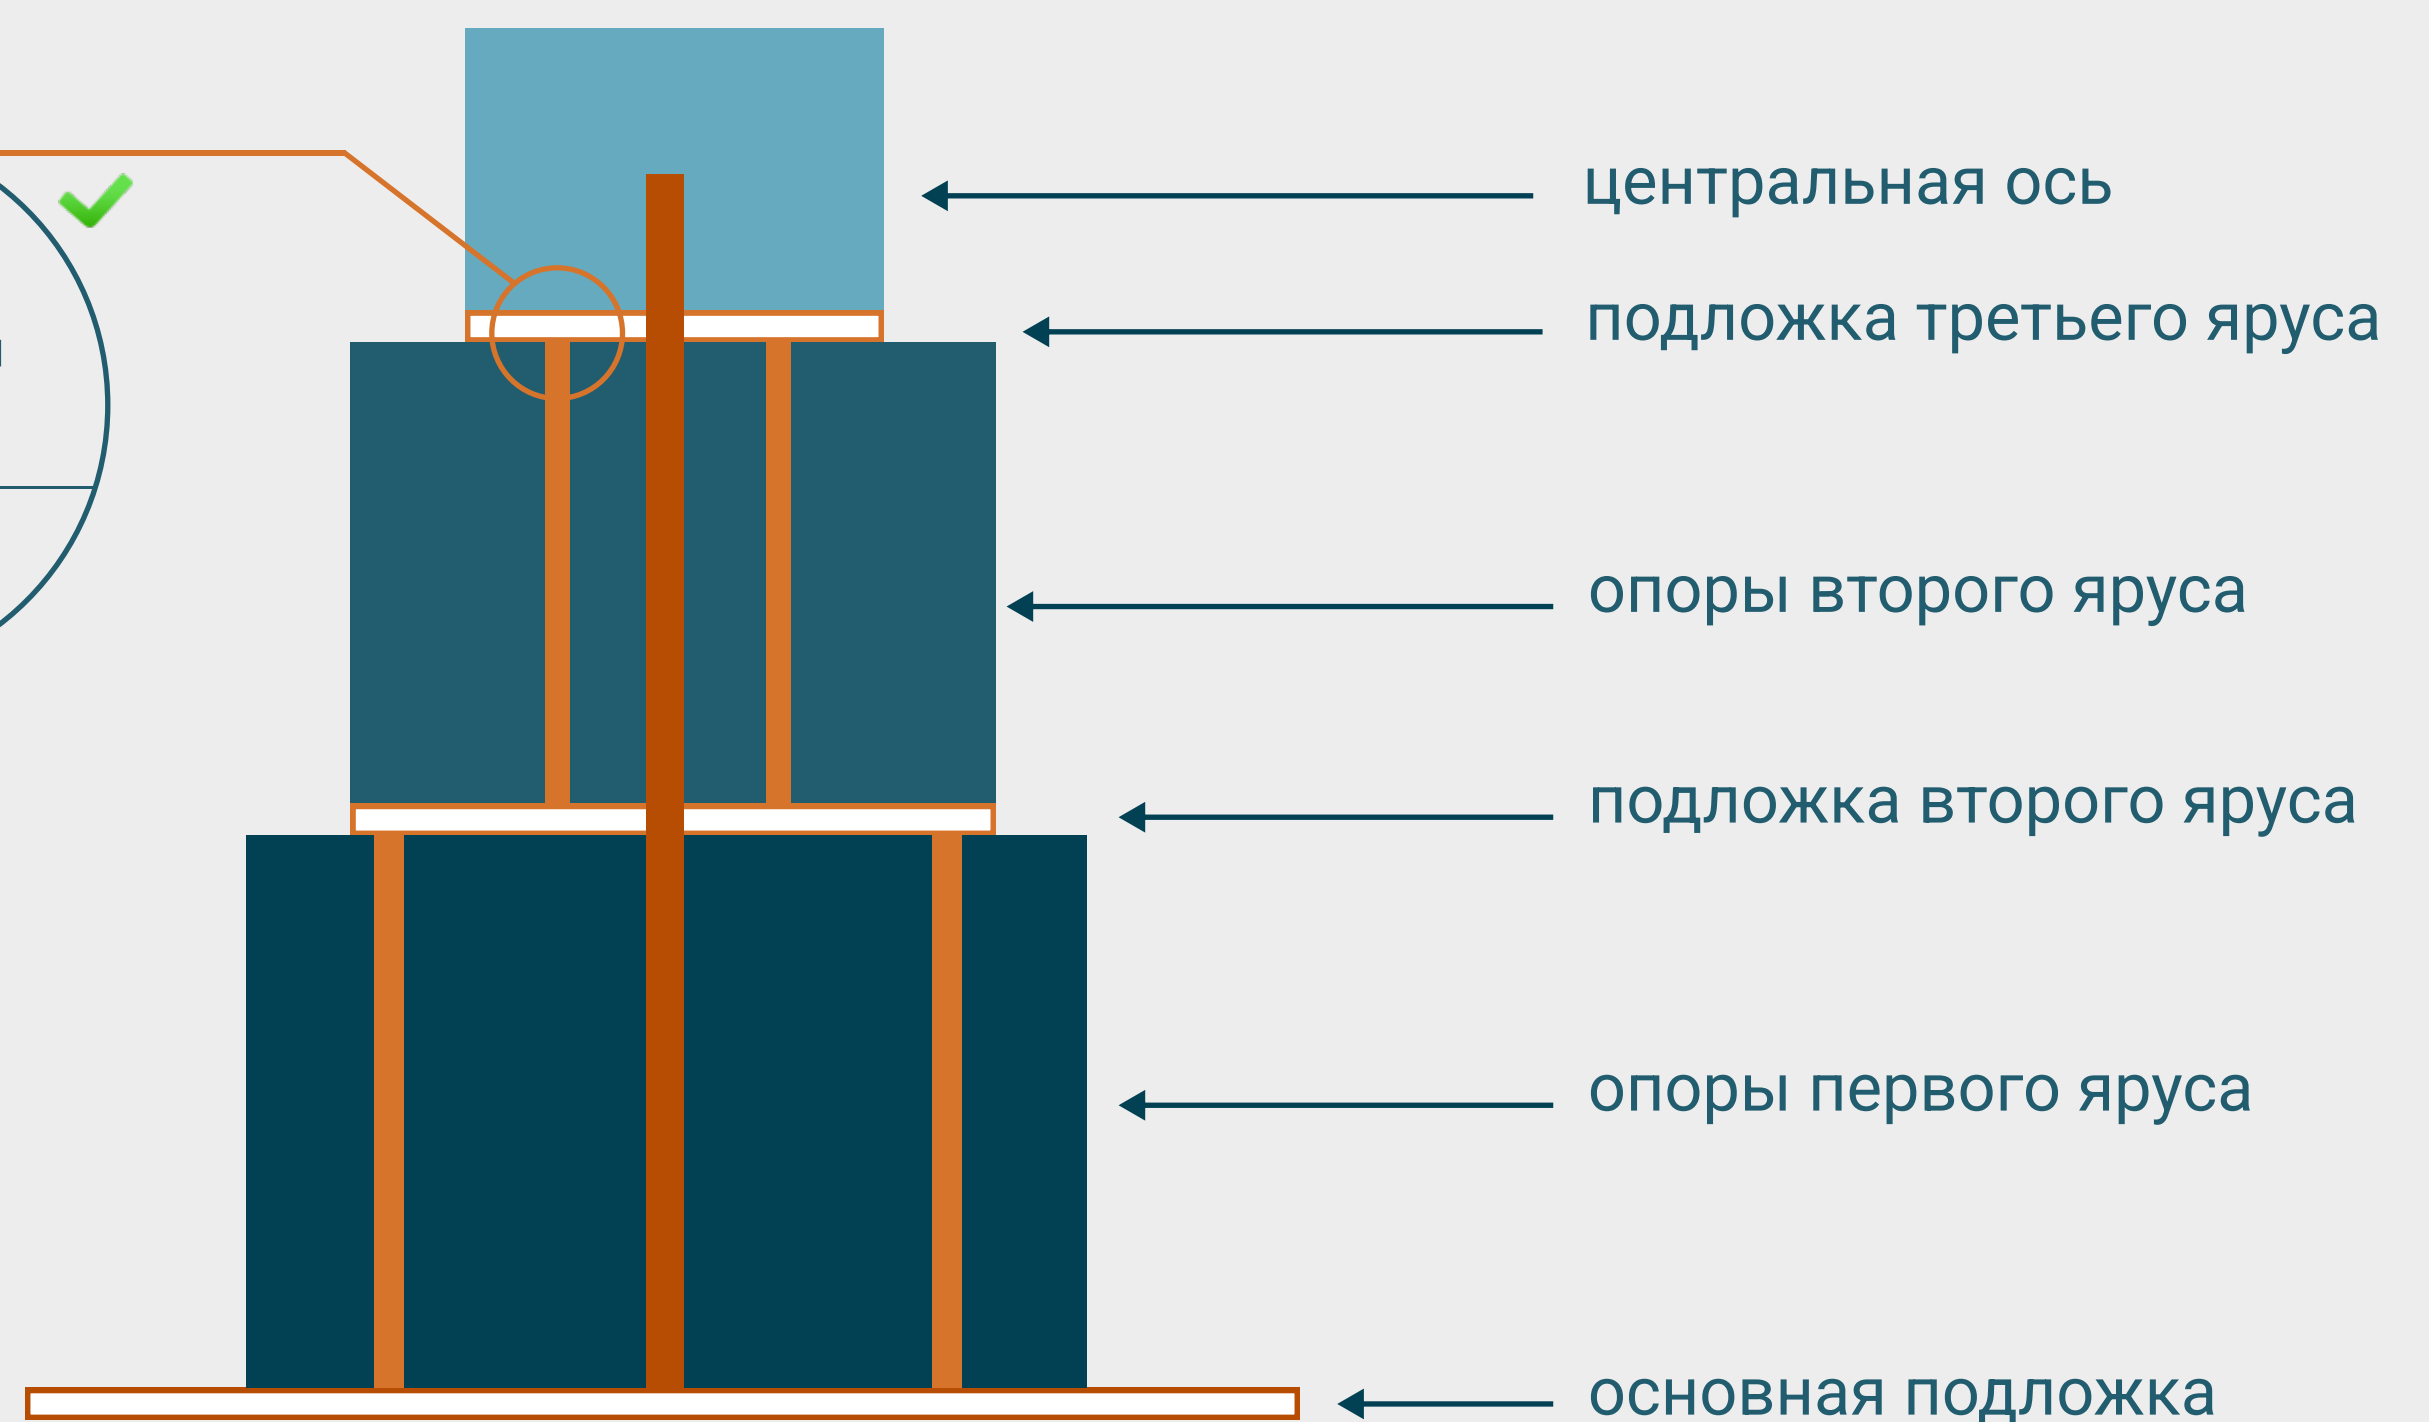 центральная ось
подложка третьего яруса
опоры второго яруса
подложка второго яруса
опоры первого яруса
основная подложка